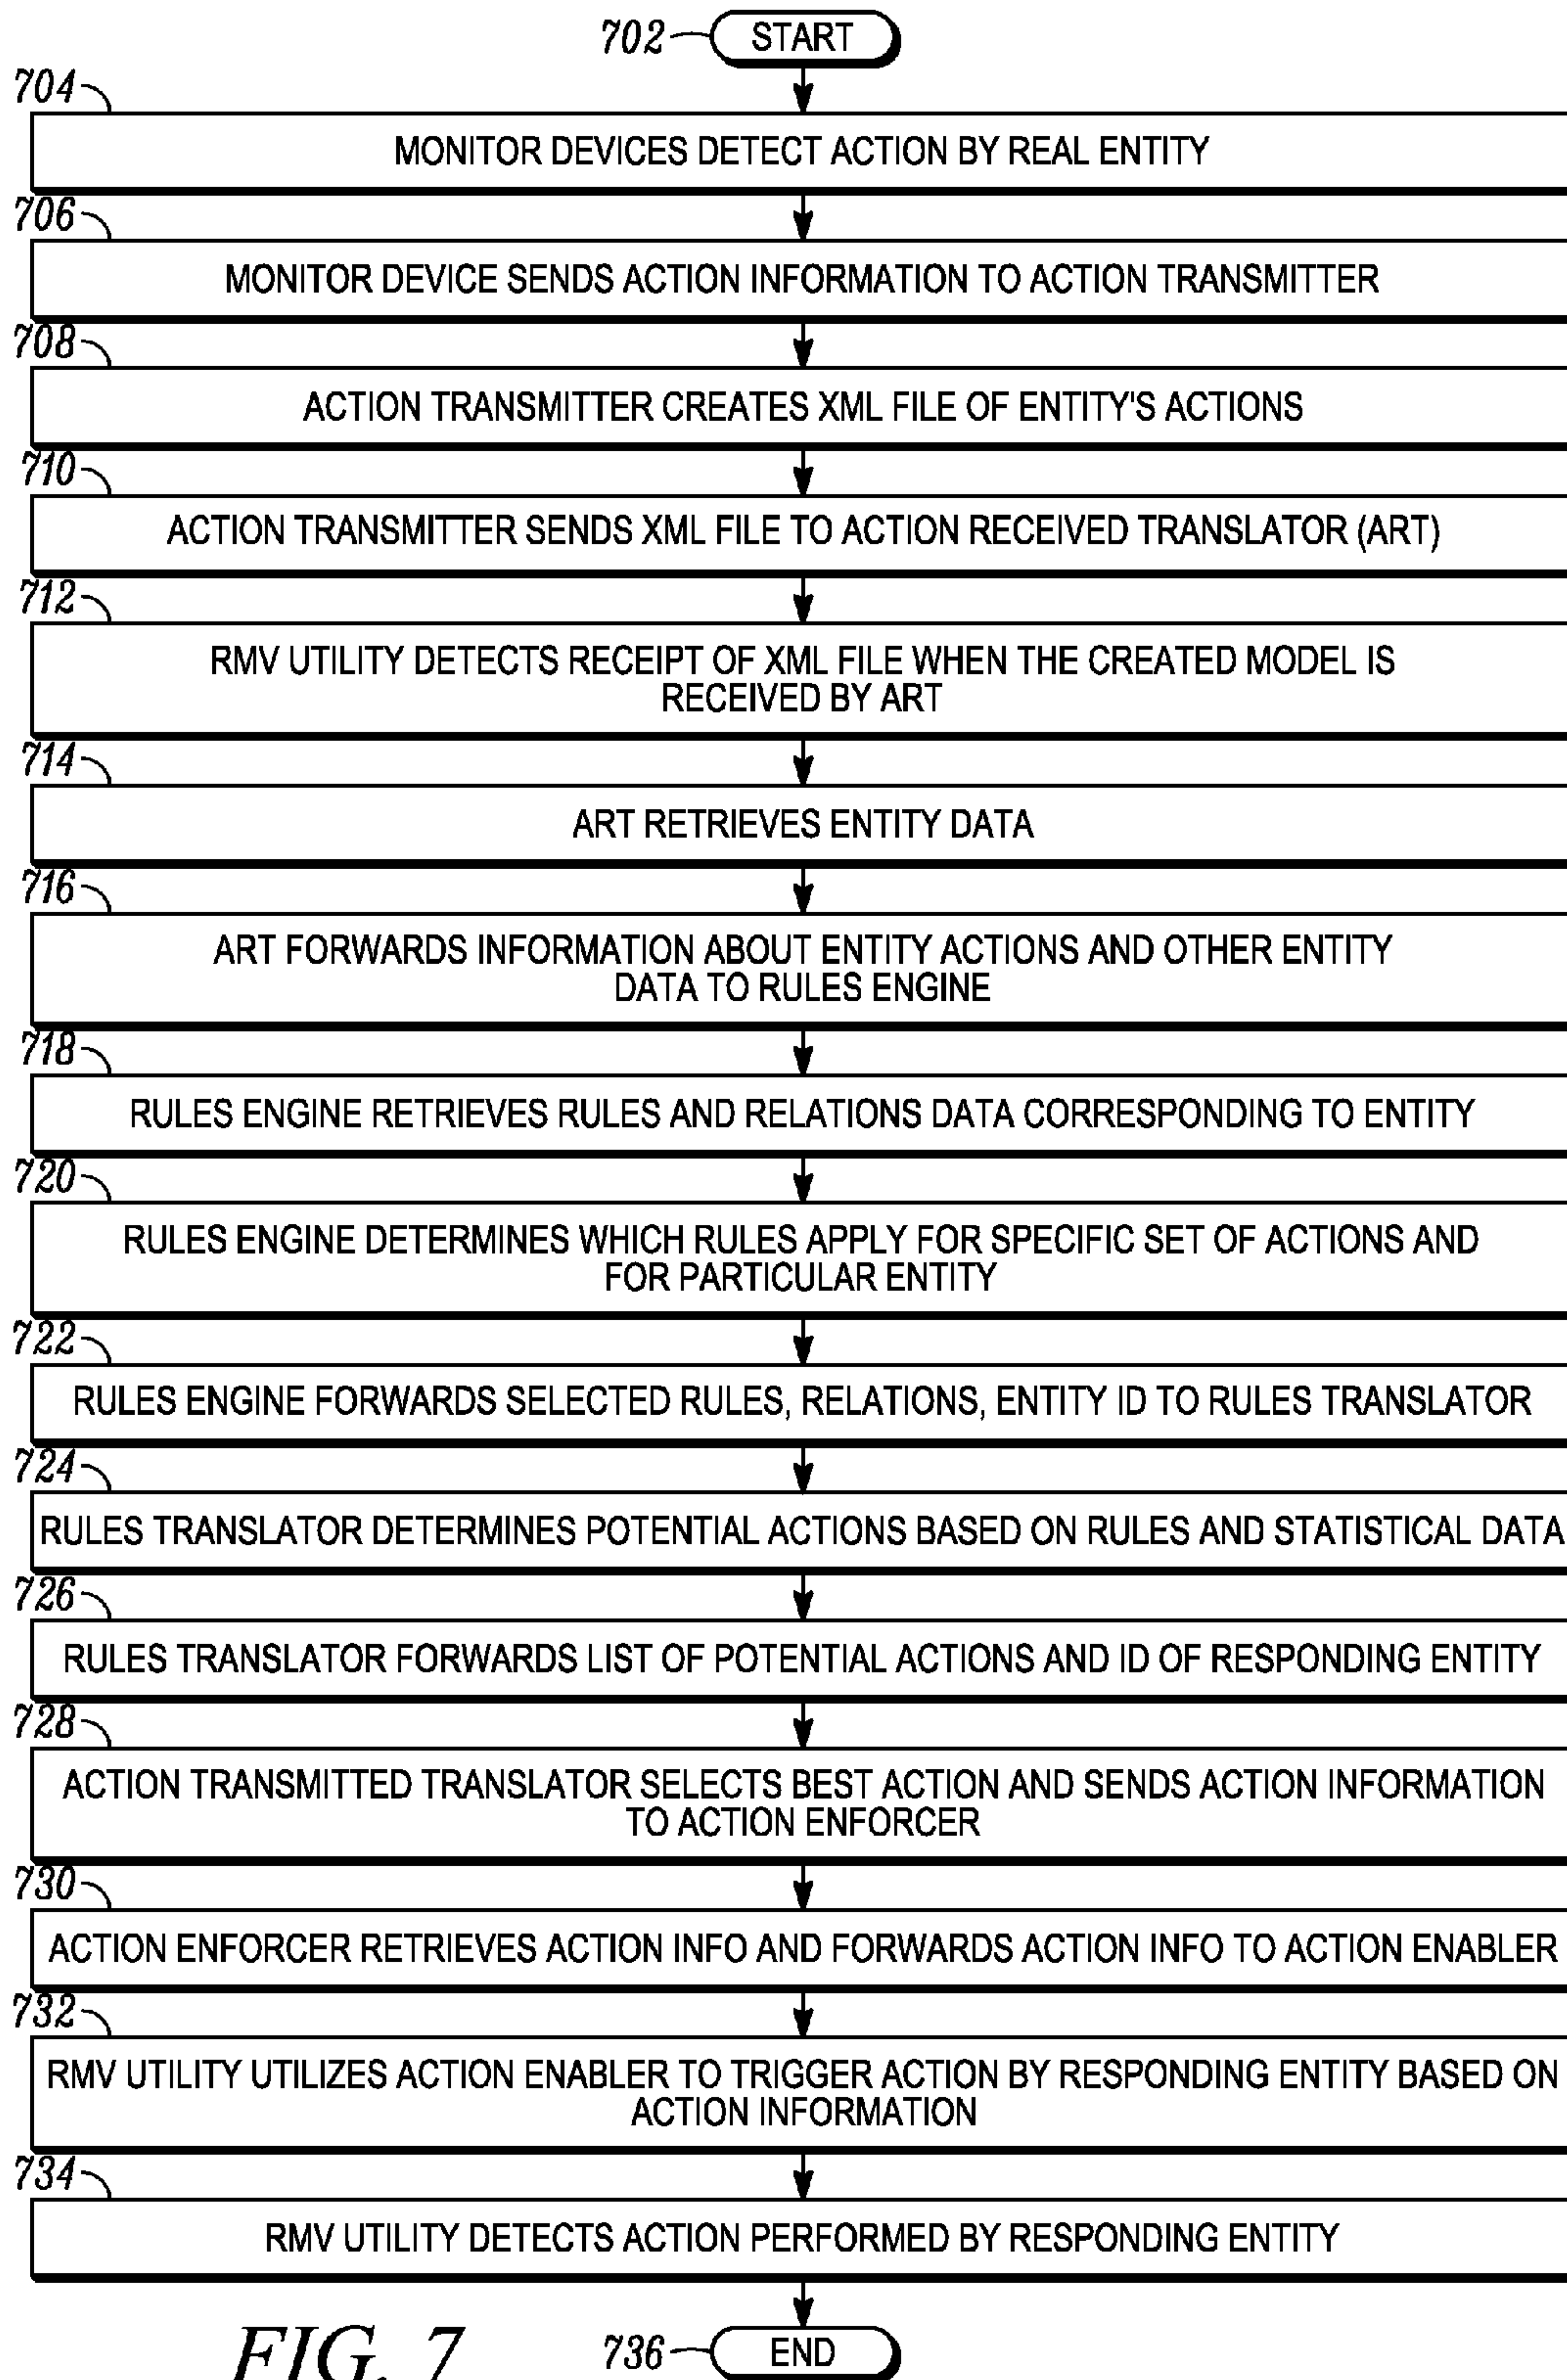 702 START
704
MONITOR DEVICES DETECT ACTION BY REAL ENTITY
706
MONITOR DEVICE SENDS ACTION INFORMATION TO ACTION TRANSMITTER
708
ACTION TRANSMITTER CREATES XML FILE OF ENTITY'S ACTIONS
710
ACTION TRANSMITTER SENDS XML FILE TO ACTION RECEIVED TRANSLATOR (ART)
712
RMV UTILITY DETECTS RECEIPT OF XML FILE WHEN THE CREATED MODEL IS
RECEIVED BY ART
714
ART RETRIEVES ENTITY DATA
716
ART FORWARDS INFORMATION ABOUT ENTITY ACTIONS AND OTHER ENTITY
DATA TO RULES ENGINE
718
RULES ENGINE RETRIEVES RULES AND RELATIONS DATA CORRESPONDING TO ENTITY
720
RULES ENGINE DETERMINES WHICH RULES APPLY FOR SPECIFIC SET OF ACTIONS AND
FOR PARTICULAR ENTITY
722
RULES ENGINE FORWARDS SELECTED RULES, RELATIONS, ENTITY ID TO RULES TRANSLATOR
724
RULES TRANSLATOR DETERMINES POTENTIAL ACTIONS BASED ON RULES AND STATISTICAL DATA
726
RULES TRANSLATOR FORWARDS LIST OF POTENTIAL ACTIONS AND ID OF RESPONDING ENTITY
728
ACTION TRANSMITTED TRANSLATOR SELECTS BEST ACTION AND SENDS ACTION INFORMATION
TO ACTION ENFORCER
730
ACTION ENFORCER RETRIEVES ACTION INFO AND FORWARDS ACTION INFO TO ACTION ENABLER
732
RMV UTILITY UTILIZES ACTION ENABLER TO TRIGGER ACTION BY RESPONDING ENTITY BASED ON
ACTION INFORMATION
734
RMV UTILITY DETECTS ACTION PERFORMED BY RESPONDING ENTITY
FIG. 7 736 END